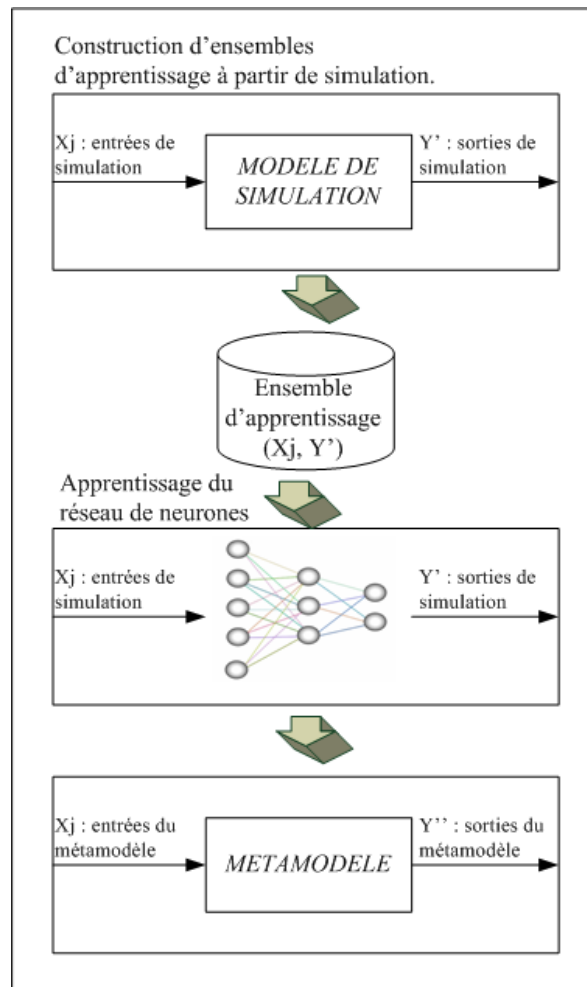 Construction d’ensembles
d’apprentissage à partir de simulation.
Xj : entrées de
simulation
MODELE DE
SIMULATION
Y’ : sorties de
simulation
Ensemble
d’apprentissage
(Xj, Y’)
Apprentissage du
réseau de neurones
Xj : entrées de
simulation
Y’ : sorties de
simulation
Xj : entrées du
métamodèle
METAMODELE
Y’’ : sorties du
métamodèle